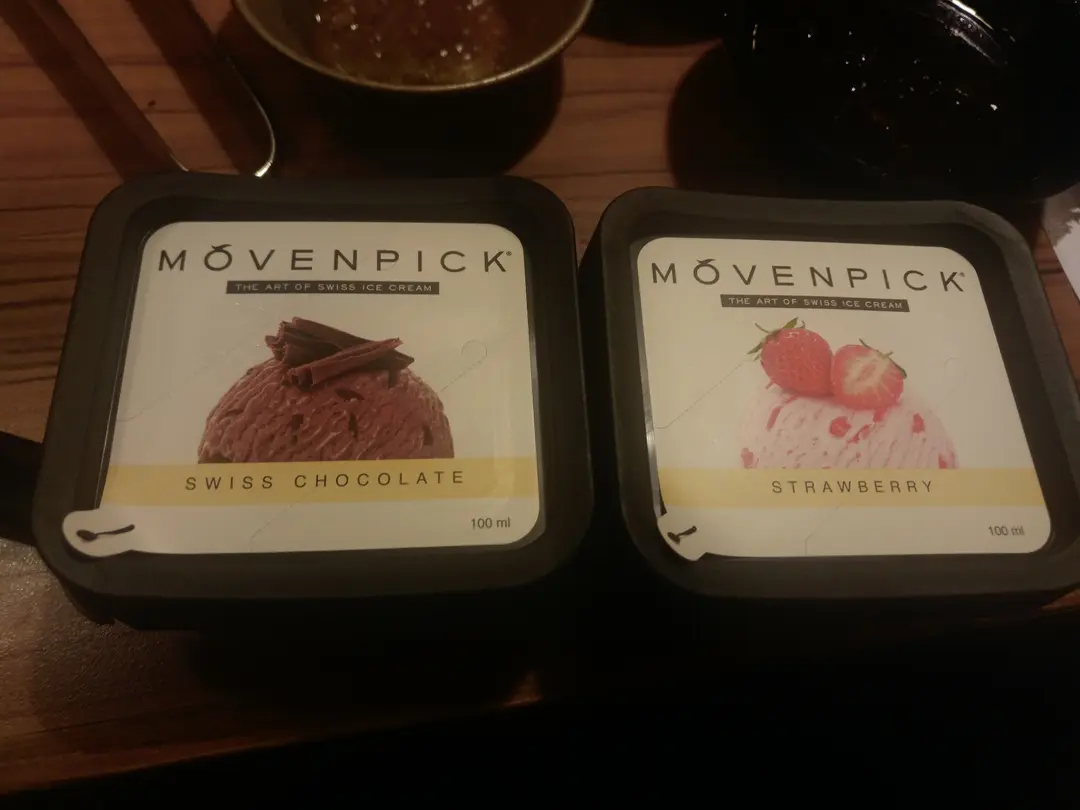 MÖVENPICK®
THE ART OF SWISS ICE CREAM
SWISS CHOCOLATE
100 ml
MÖVENPICK®
THE ART OF SWISS ICE CREAM
STRAWBERRY
100 ml